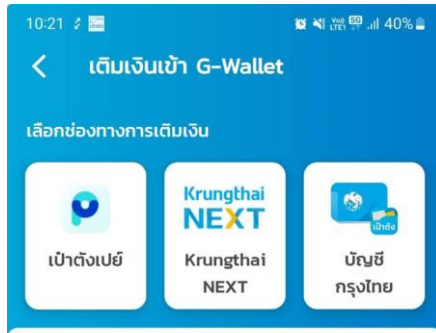 10:21
40%
เติมเงินเข้า G-Wallet
เลือกช่องทางการเติมเงิน
Krungthai
NEXT
เป๋าตัง
เป๋าตังเปย์
Krungthai
NEXT
บัญชี
กรุงไทย